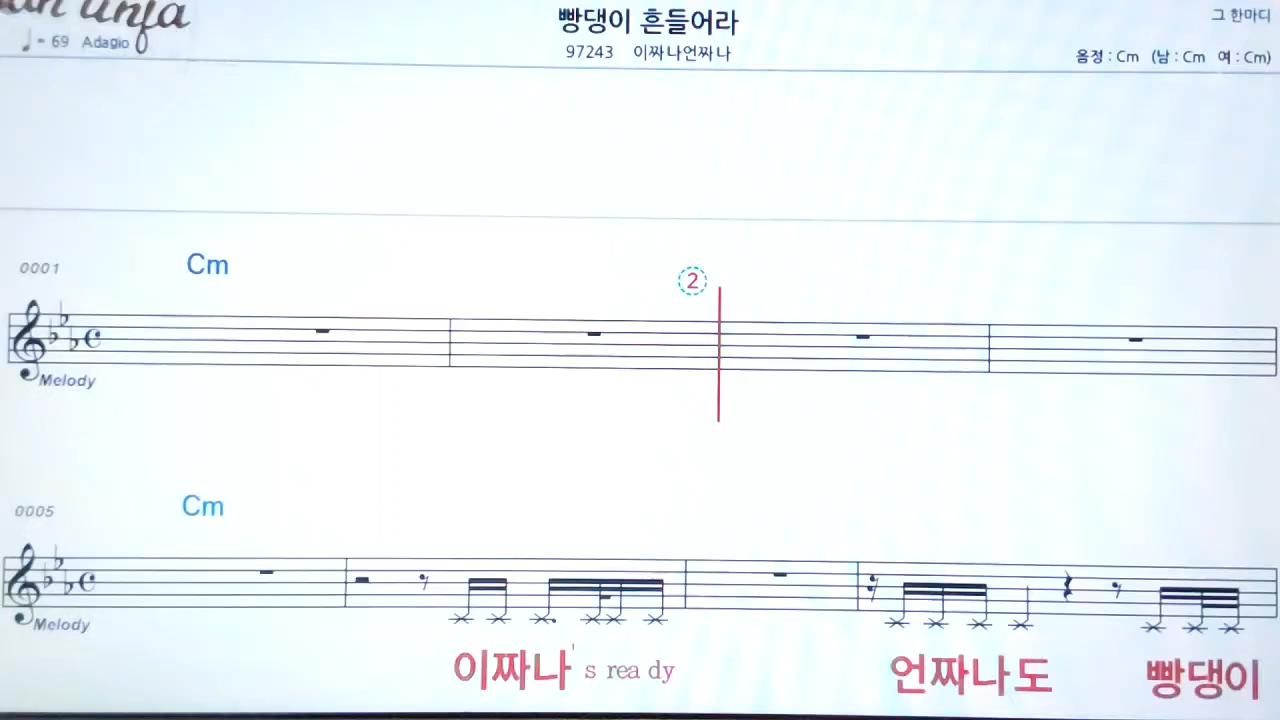 빵댕이 흔들어라
그 한마디
♩= 69 Adagio
97243 이짜나언짜나
음정 : Cm (남 : Cm 여 : Cm)
0001
Cm
2
Melody
0005
Cm
Melody
이짜나's rea dy 언짜나도 빵댕이